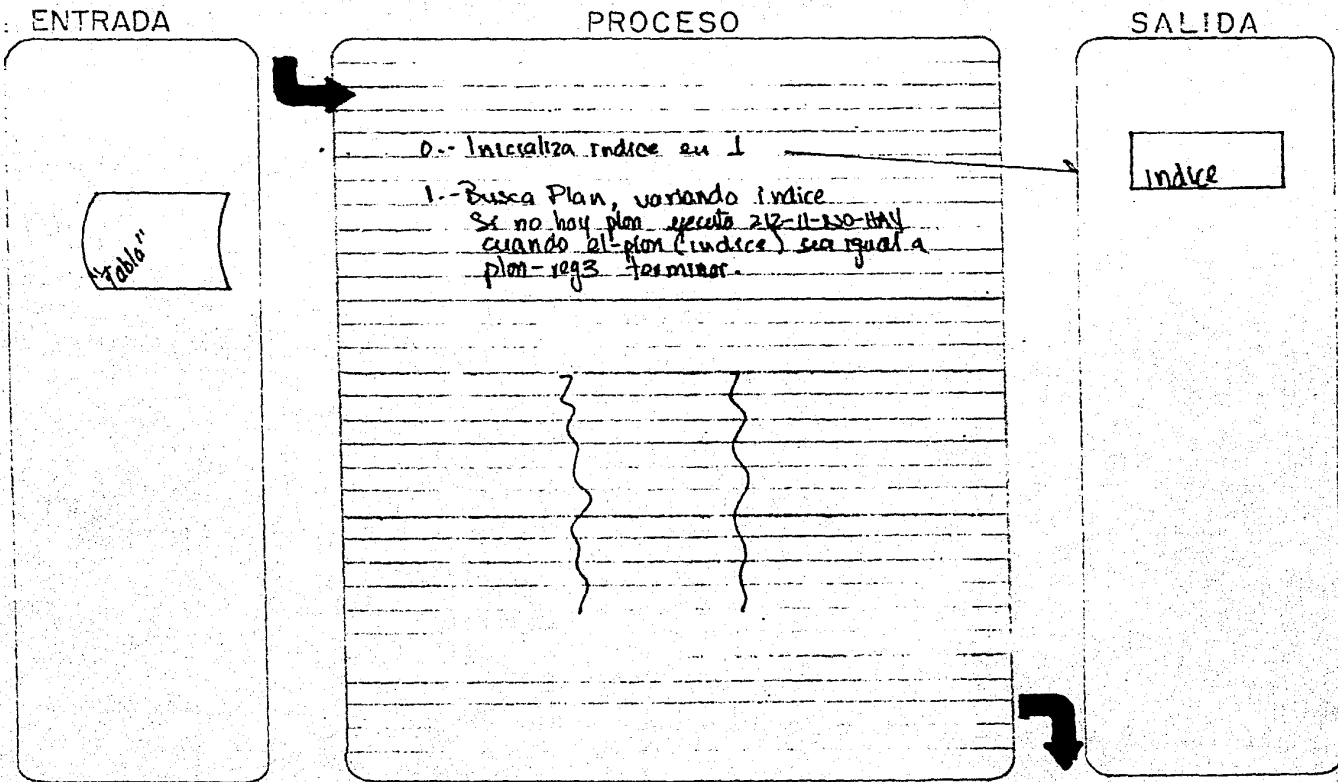 ENTRADA
PROCESO
SALIDA
"Tabla"
0.- Inicializa indice en 1
1.- Busca Plan, variando indice
Si no hay plan ejecuta 212-11-NO-HAY
cuando el-plan (indice) sea igual a
plan-reg3 terminar.
indice